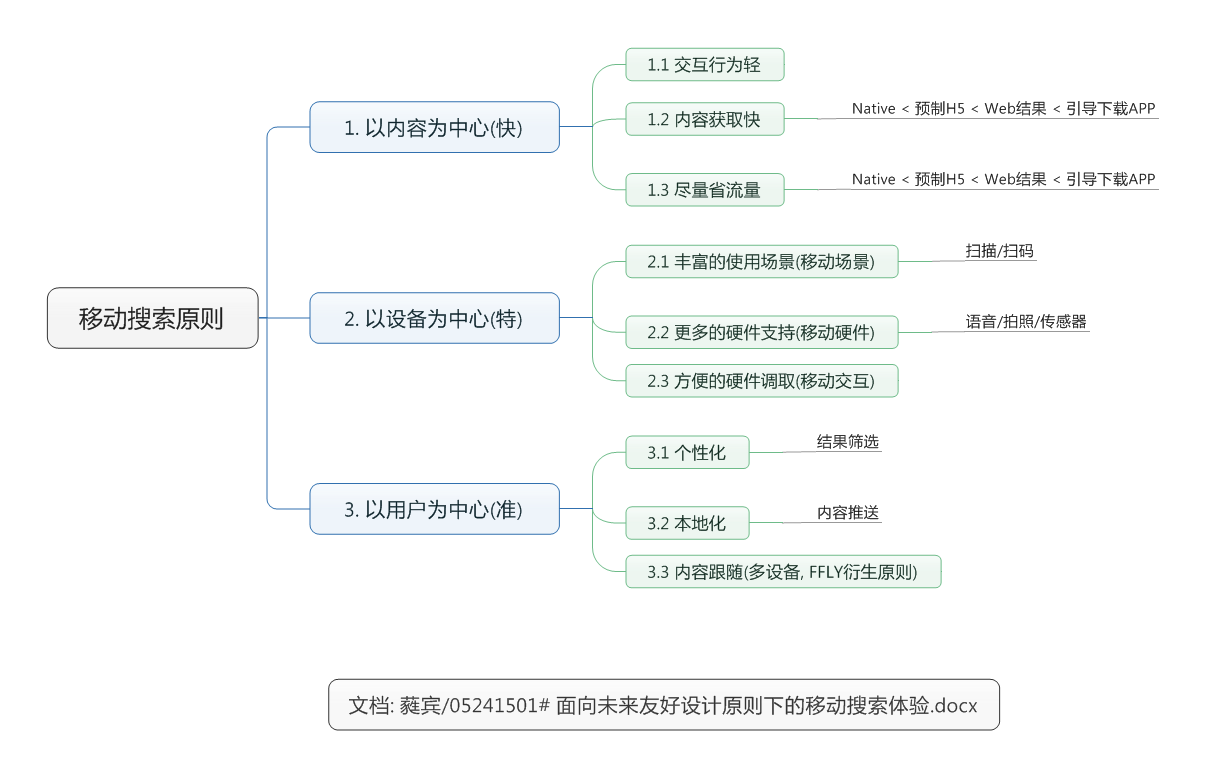 移动搜索原则
1. 以内容为中心(快)
1.1 交互行为轻
1.2 内容获取快
Native < 预制H5 < Web结果 < 引导下载APP
1.3 尽量省流量
Native < 预制H5 < Web结果 < 引导下载APP
2. 以设备为中心(特)
2.1 丰富的使用场景(移动场景)
扫描/扫码
2.2 更多的硬件支持(移动硬件)
语音/拍照/传感器
2.3 方便的硬件调取(移动交互)
3. 以用户为中心(准)
3.1 个性化
结果筛选
3.2 本地化
内容推送
3.3 内容跟随(多设备, FFLY衍生原则)
文档: 蕤宾/05241501# 面向未来友好设计原则下的移动搜索体验.docx